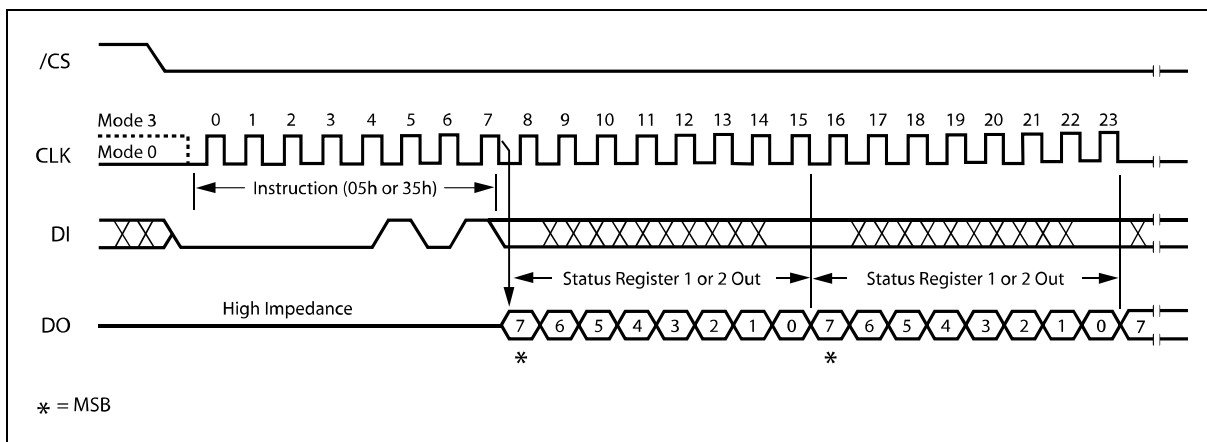 /CS
Mode 3 0 1 2 3 4 5 6 7 8 9 10 11 12 13 14 15 16 17 18 19 20 21 22 23
CLK Mode 0
Instruction (05h or 35h)
DI
Status Register 1 or 2 Out Status Register 1 or 2 Out
High Impedance
DO 7 6 5 4 3 2 1 0 7 6 5 4 3 2 1 0 7
* *
* = MSB